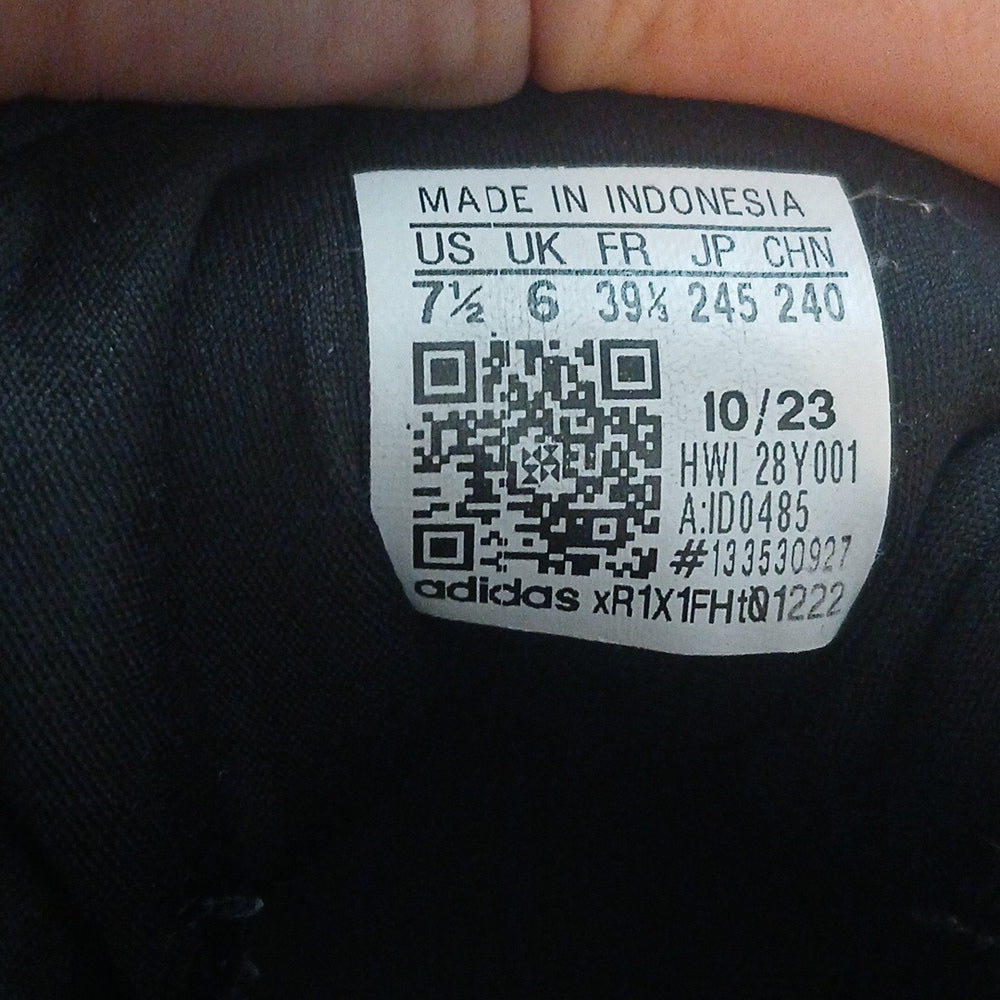 MADE IN INDONESIA
US UK FR JP CHN
7½ 6 39⅓ 245 240
10/23
HWI 28Y001
A:ID0485
#133530927
adidas xR1X1FHtQ1222